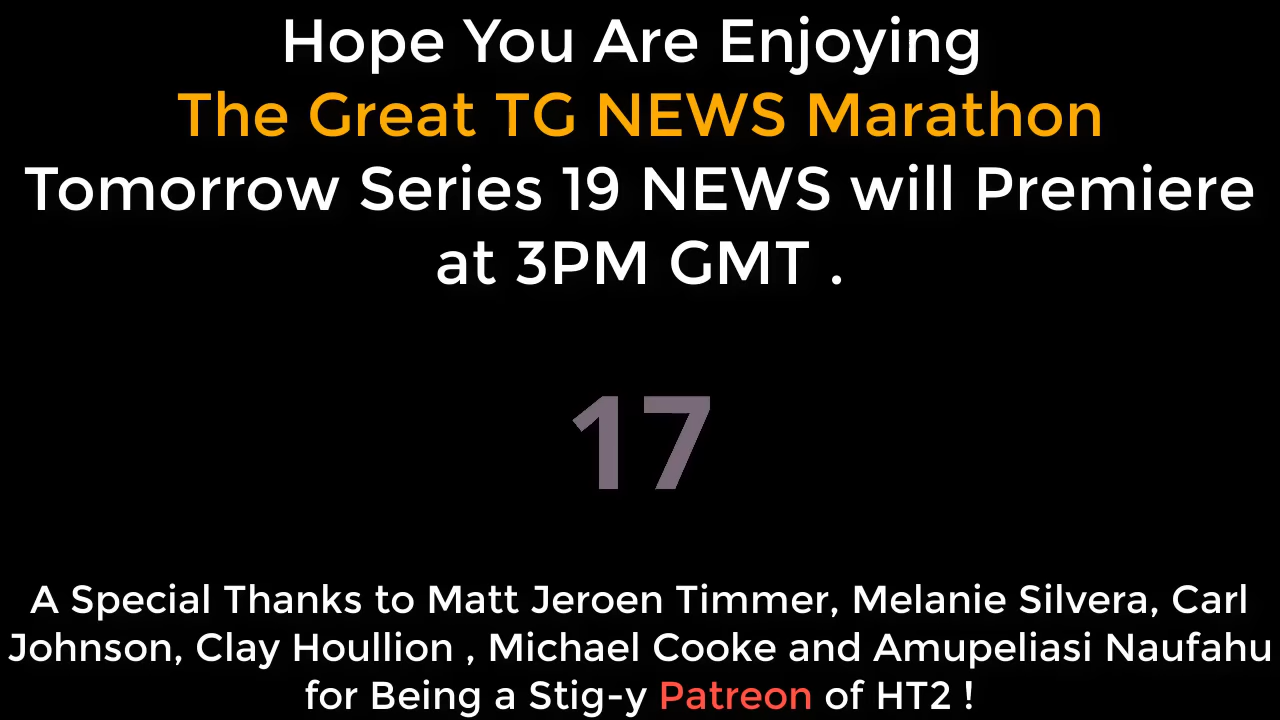 Hope You Are Enjoying
The Great TG NEWS Marathon
Tomorrow Series 19 NEWS will Premiere
at 3PM GMT .
17
A Special Thanks to Matt Jeroen Timmer, Melanie Silvera, Carl
Johnson, Clay Houllion , Michael Cooke and Amupeliasi Naufahu
for Being a Stig-y Patreon of HT2 !